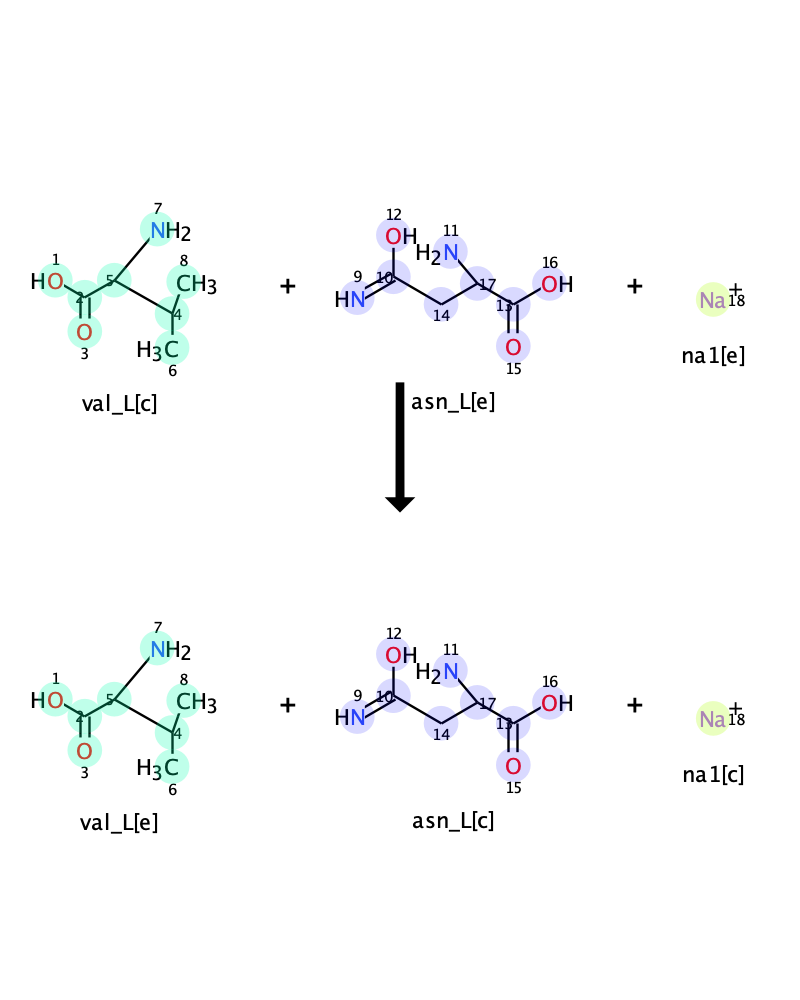 7
NH2
8
1
HO
2
5
CH3
4
O
3
H3C
6
val_L[c]
+
12
OH
11
H2N
9
10
HN
14
17
13
16
OH
O
15
asn_L[e]
+
Na+
18
na1[e]
7
NH2
8
1
HO
2
5
CH3
4
O
3
H3C
6
val_L[e]
+
12
OH
11
H2N
9
10
HN
14
17
13
16
OH
O
15
asn_L[c]
+
Na+
18
na1[c]